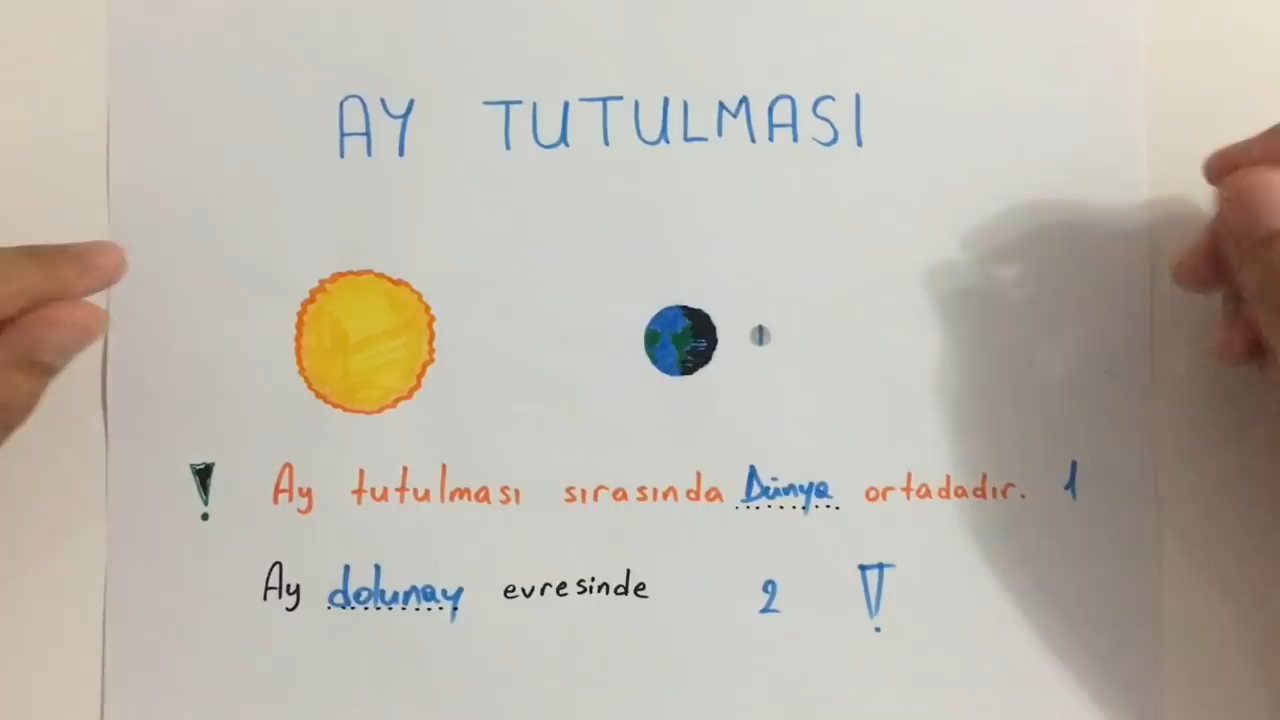 AY TUTULMASI
! Ay tutulması sırasında Dünya ortadadır. 1
Ay dolunay evresinde 2 !